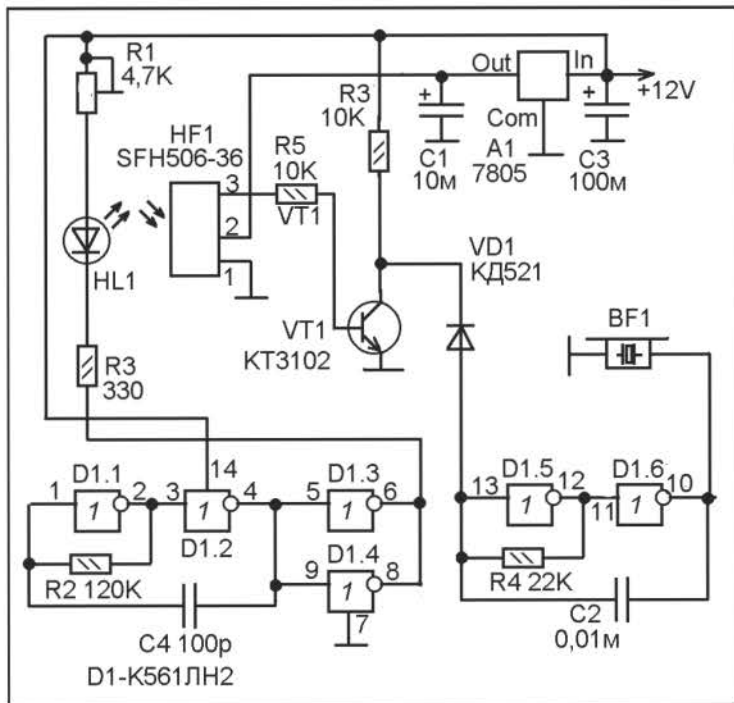 R1
4,7K
HF1
SFH506-36
R5
10K
VT1
3
2
1
HL1
R3
10K
Out
In
+12V
+
C1
10м
Com
A1
7805
+
C3
100м
VD1
КД521
VT1
КТ3102
BF1
R3
330
14
D1.1
1
1
2
3
1
4
D1.2
D1.3
5
1
6
D1.4
9
1
8
7
R2 120K
C4 100p
D1-К561ЛН2
D1.5
13
1
12
D1.6
11
1
10
R4 22K
C2
0,01м